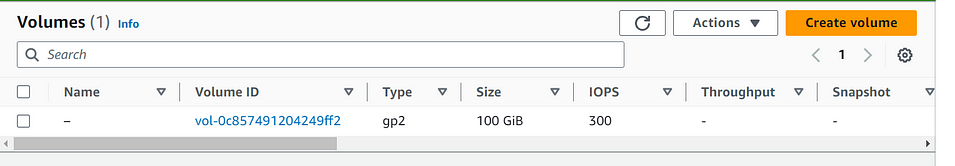 Volumes (1) Info
Actions
Create volume
Search
1
Name Volume ID Type Size IOPS Throughput Snapshot
– vol-0c857491204249ff2 gp2 100 GiB 300 - -